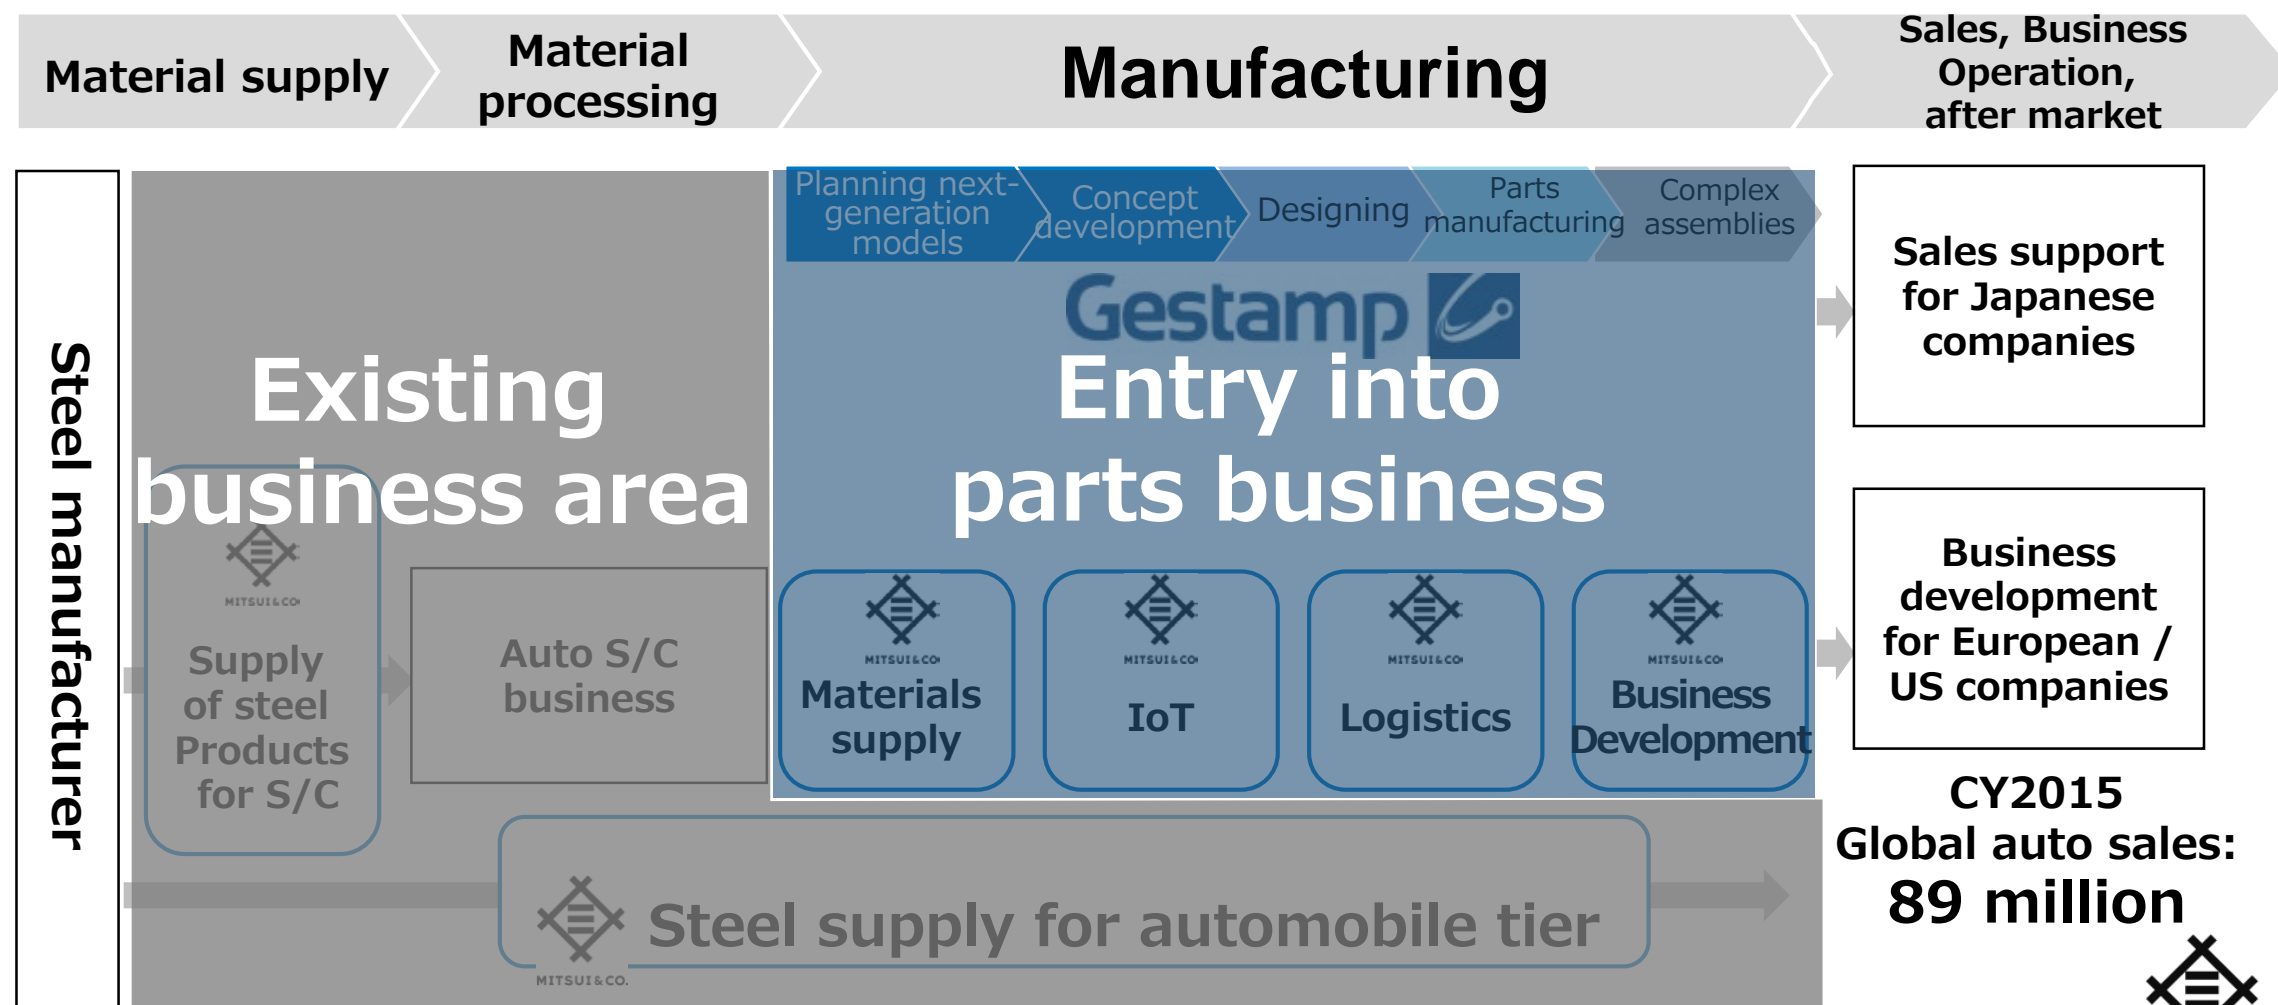 Material supply
Material
processing
Manufacturing
Sales, Business
Operation,
after market
Steel manufacturer
Existing
business area
MITSUI&CO
Supply
of steel
Products
for S/C
Auto S/C
business
Planning next-
generation
models
Concept
development
Designing
Parts
manufacturing
Complex
assemblies
Gestamp
Entry into
parts business
MITSUI&CO
Materials
supply
MITSUI&CO
IoT
MITSUI&CO
Logistics
MITSUI&CO
Business
Development
MITSUI&CO.
Steel supply for automobile tier
Sales support
for Japanese
companies
Business
development
for European /
US companies
CY2015
Global auto sales:
89 million